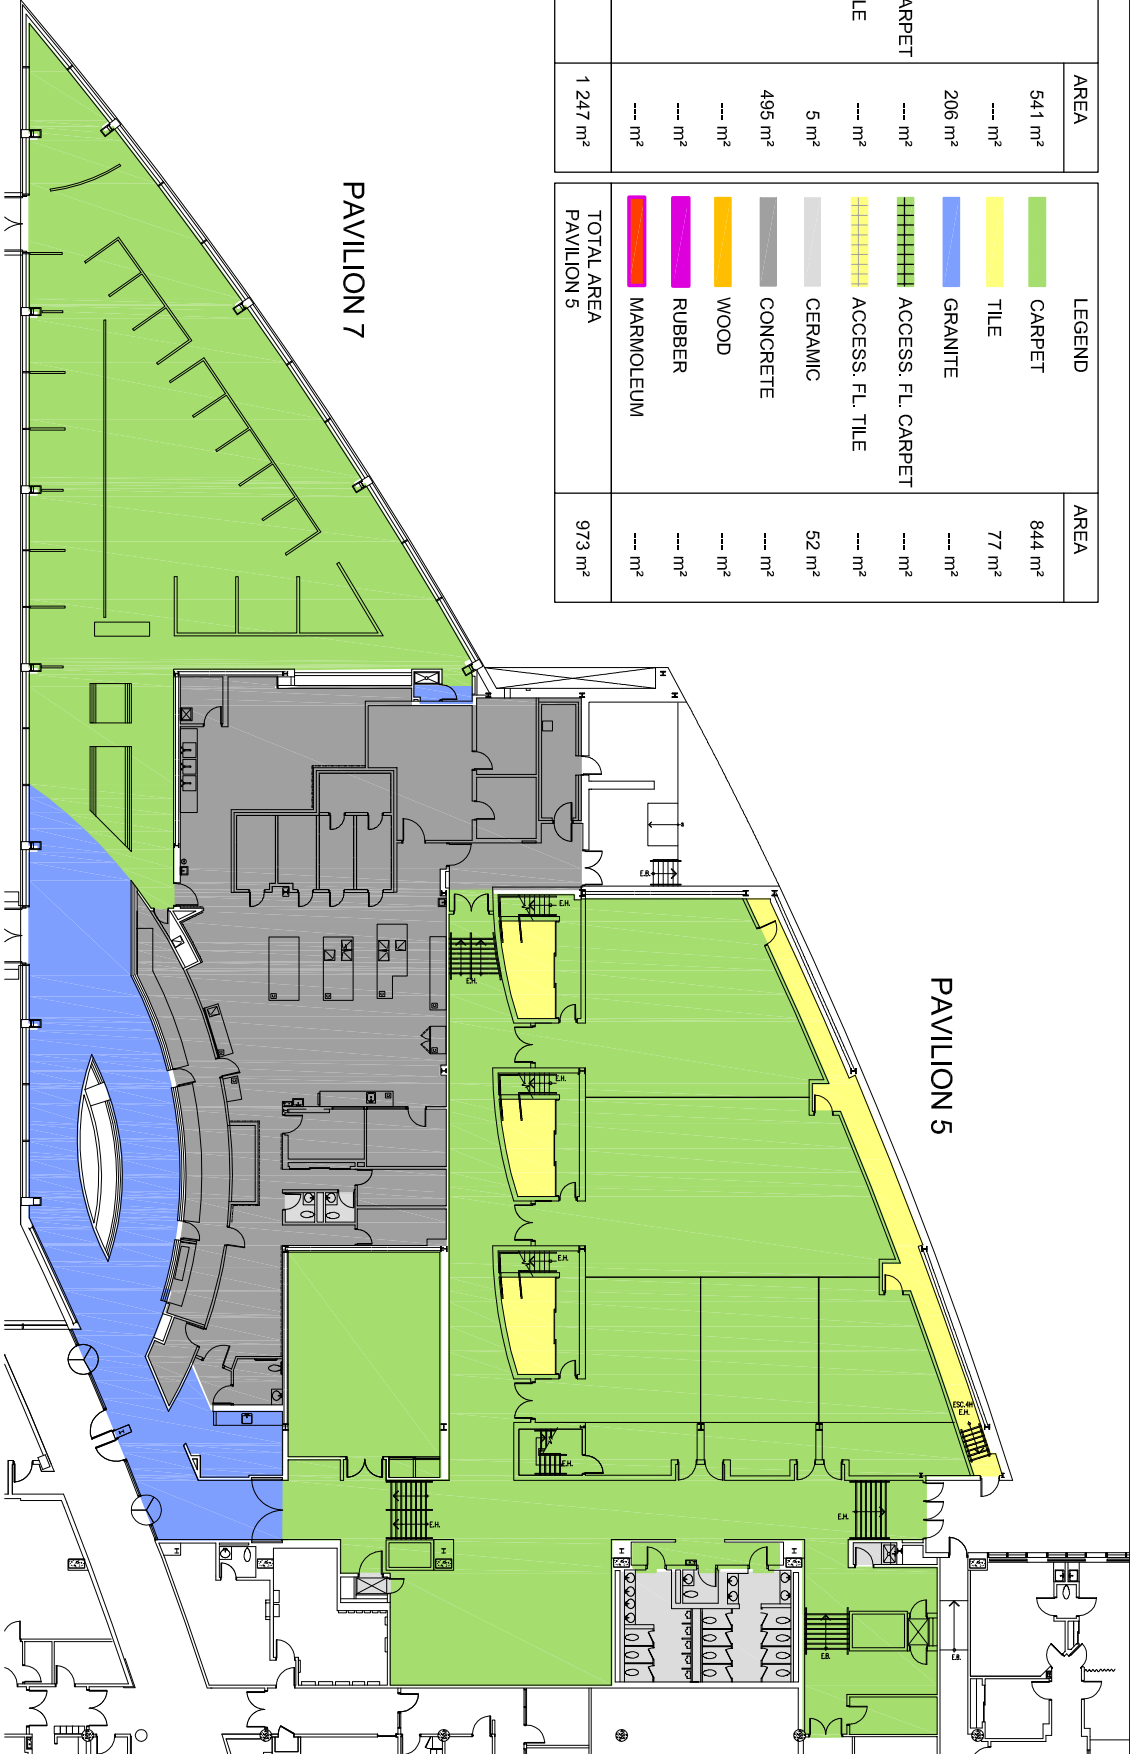 LE
ARPET
AREA
541 m²
--- m²
206 m²
--- m²
--- m²
5 m²
495 m²
--- m²
--- m²
--- m²
1 247 m²
LEGEND
AREA
CARPET
844 m²
TILE
77 m²
GRANITE
--- m²
ACCESS. FL. CARPET
--- m²
ACCESS. FL. TILE
--- m²
CERAMIC
52 m²
CONCRETE
--- m²
WOOD
--- m²
RUBBER
--- m²
MARMOLEUM
--- m²
TOTAL AREA
PAVILION 5
973 m²
PAVILION 7
PAVILION 5
E.B.
E.H.
E.H.
E.H.
E.H.
E.H.
E.H.
ESC.4H
E.H.
E.B.
E.B.